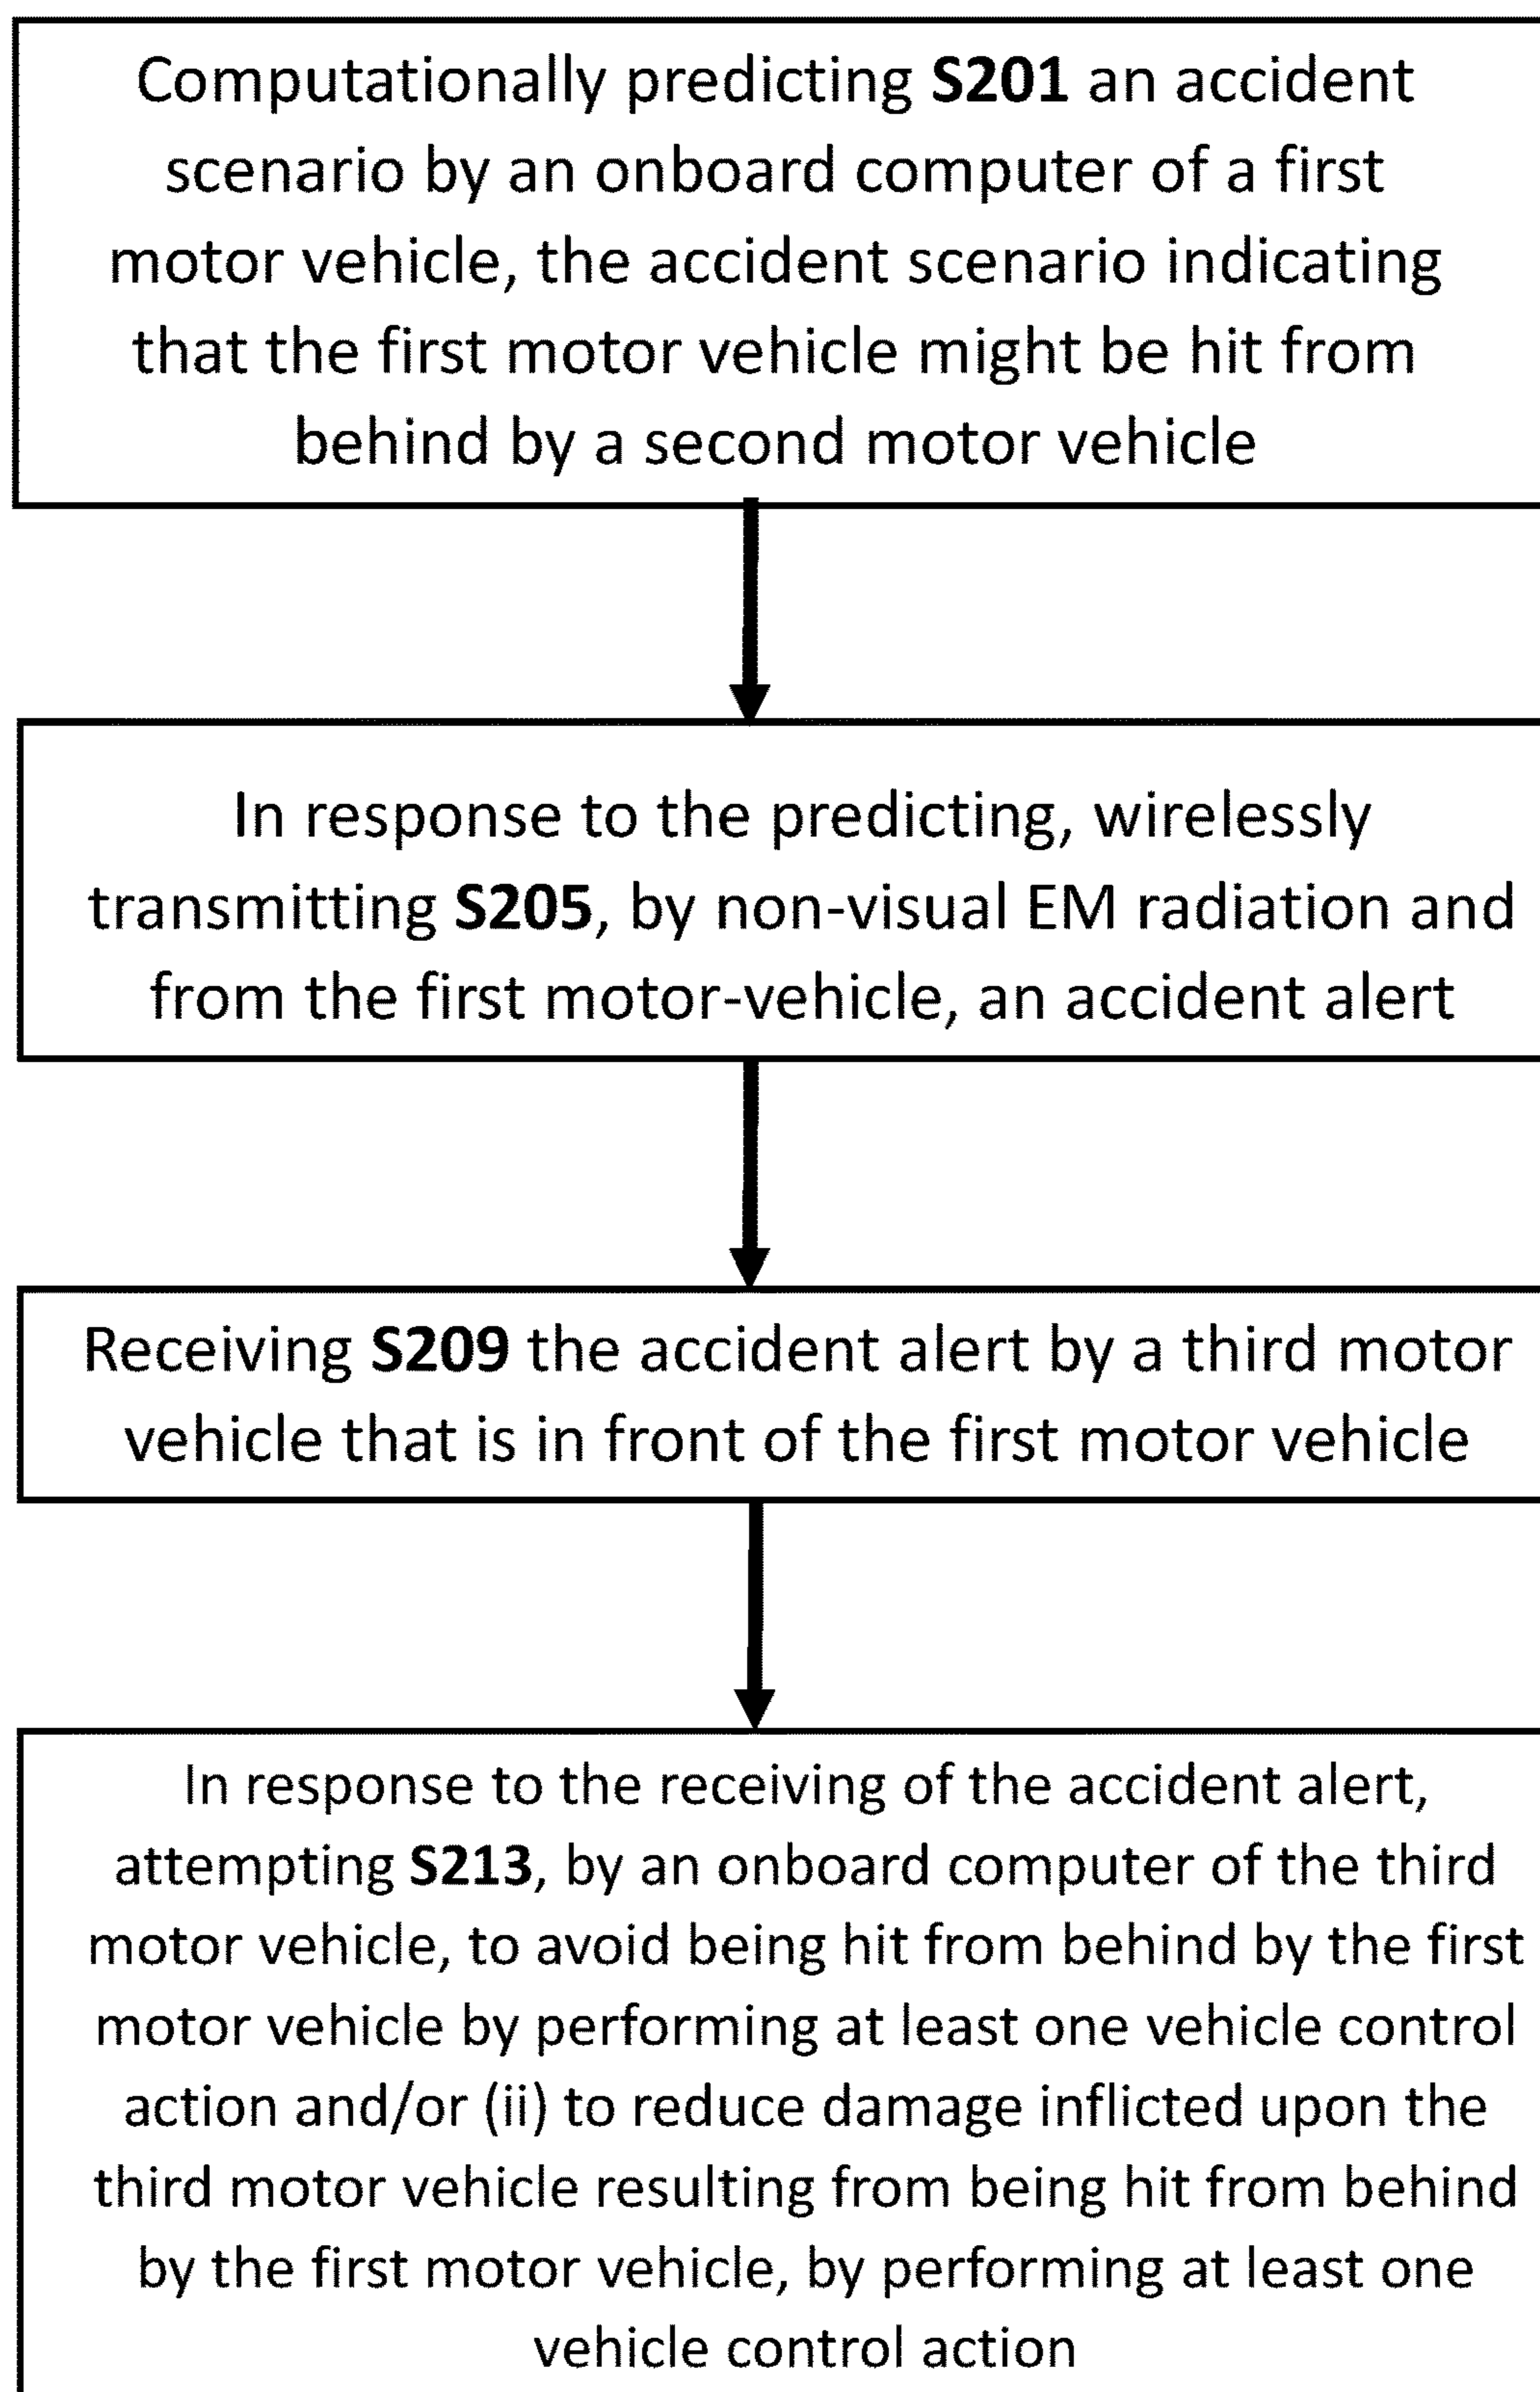 Computationally predicting S201 an accident
scenario by an onboard computer of a first
motor vehicle, the accident scenario indicating
that the first motor vehicle might be hit from
behind by a second motor vehicle
In response to the predicting, wirelessly
transmitting S205, by non-visual EM radiation and
from the first motor-vehicle, an accident alert
Receiving S209 the accident alert by a third motor
vehicle that is in front of the first motor vehicle
In response to the receiving of the accident alert,
attempting S213, by an onboard computer of the third
motor vehicle, to avoid being hit from behind by the first
motor vehicle by performing at least one vehicle control
action and/or (ii) to reduce damage inflicted upon the
third motor vehicle resulting from being hit from behind
by the first motor vehicle, by performing at least one
vehicle control action